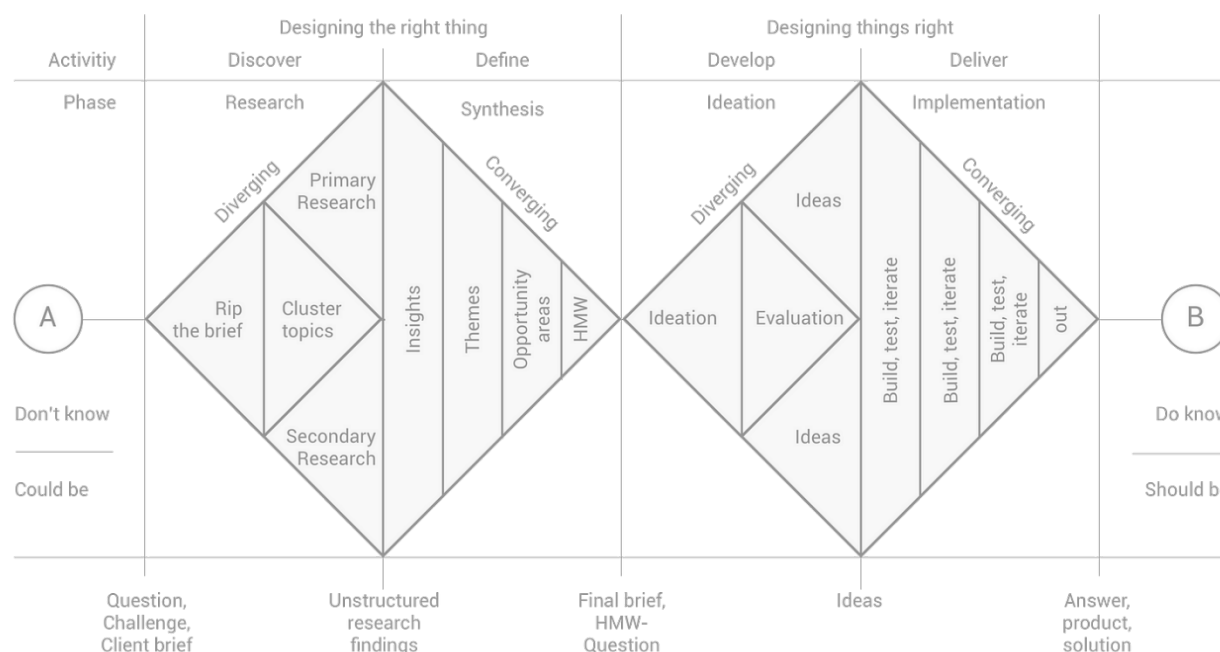 Designing the right thing
Designing things right
Activitiy
Discover
Define
Develop
Deliver
Phase
Research
Synthesis
Ideation
Implementation
Diverging
Primary
Research
Converging
Diverging
Ideas
Converging
A
Rip
the brief
Cluster
topics
Insights
Themes
Opportunity
areas
HMW
Ideation
Evaluation
Build, test, iterate
Build, test, iterate
Build, test,
iterate
out
B
Secondary
Research
Ideas
Don't know
Could be
Do know
Should b
Question,
Challenge,
Client brief
Unstructured
research
findings
Final brief,
HMW-
Question
Ideas
Answer,
product,
solution